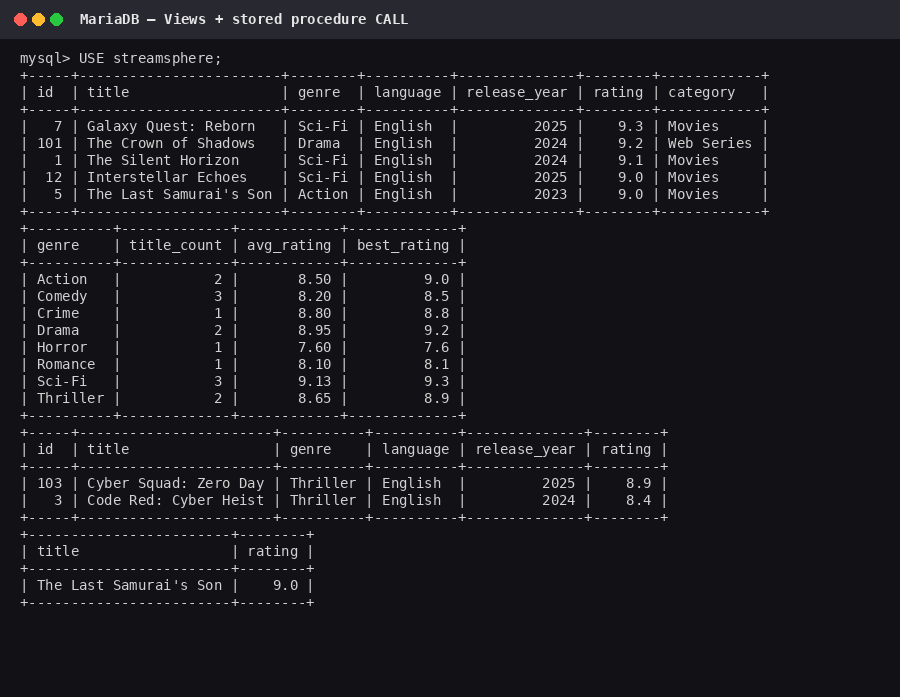 MariaDB — Views + stored procedure CALL
mysql> USE streamsphere;
+-----+------------------------+--------+----------+--------------+--------+------------+
| id  | title                  | genre  | language | release_year | rating | category   |
+-----+------------------------+--------+----------+--------------+--------+------------+
|   7 | Galaxy Quest: Reborn   | Sci-Fi | English  |         2025 |    9.3 | Movies     |
| 101 | The Crown of Shadows   | Drama  | English  |         2024 |    9.2 | Web Series |
|   1 | The Silent Horizon     | Sci-Fi | English  |         2024 |    9.1 | Movies     |
|  12 | Interstellar Echoes    | Sci-Fi | English  |         2025 |    9.0 | Movies     |
|   5 | The Last Samurai's Son | Action | English  |         2023 |    9.0 | Movies     |
+-----+------------------------+--------+----------+--------------+--------+------------+
+----------+-------------+------------+-------------+
| genre    | title_count | avg_rating | best_rating |
+----------+-------------+------------+-------------+
| Action   |           2 |       8.50 |         9.0 |
| Comedy   |           3 |       8.20 |         8.5 |
| Crime    |           1 |       8.80 |         8.8 |
| Drama    |           2 |       8.95 |         9.2 |
| Horror   |           1 |       7.60 |         7.6 |
| Romance  |           1 |       8.10 |         8.1 |
| Sci-Fi   |           3 |       9.13 |         9.3 |
| Thriller |           2 |       8.65 |         8.9 |
+----------+-------------+------------+-------------+
+-----+-----------------------+----------+----------+--------------+--------+
| id  | title                 | genre    | language | release_year | rating |
+-----+-----------------------+----------+----------+--------------+--------+
| 103 | Cyber Squad: Zero Day | Thriller | English  |         2025 |    8.9 |
|   3 | Code Red: Cyber Heist | Thriller | English  |         2024 |    8.4 |
+-----+-----------------------+----------+----------+--------------+--------+
+------------------------+--------+
| title                  | rating |
+------------------------+--------+
| The Last Samurai's Son |    9.0 |
+------------------------+--------+